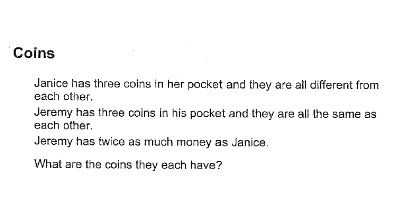 Coins
Janice has three coins in her pocket and they are all different from
each other.
Jeremy has three coins in his pocket and they are all the same as
each other.
Jeremy has twice as much money as Janice.
What are the coins they each have?